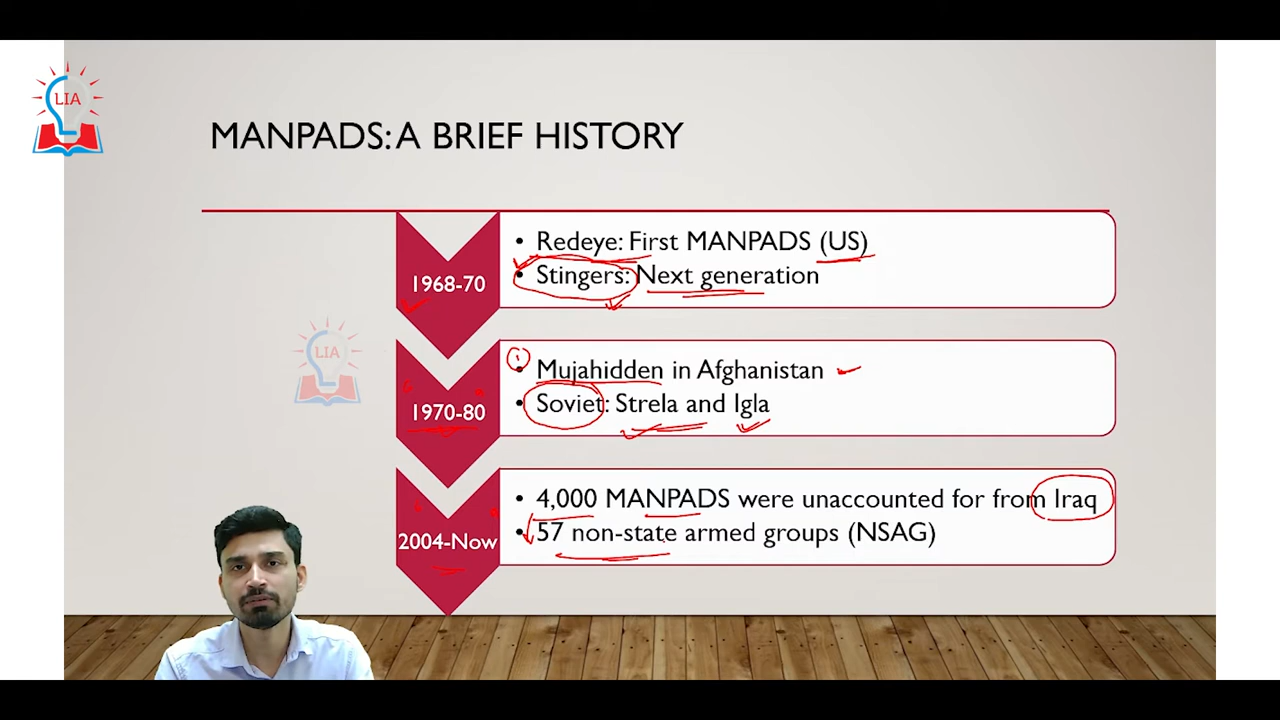 LIA
MANPADS: A BRIEF HISTORY
1968-70
• Redeye: First MANPADS (US)
• Stingers: Next generation
LIA
1970-80
1
• Mujahidden in Afghanistan
• Soviet: Strela and Igla
2004-Now
• 4,000 MANPADS were unaccounted for from Iraq
• 57 non-state armed groups (NSAG)